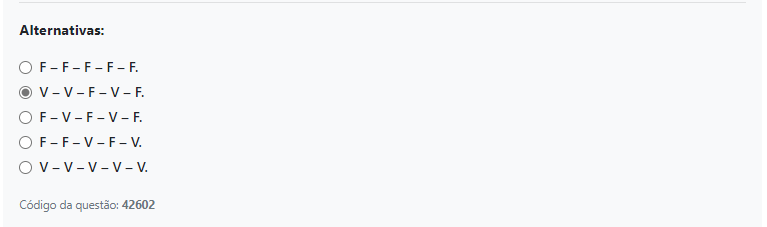 Alternativas:
F – F – F – F – F.
V – V – F – V – F.
F – V – F – V – F.
F – F – V – F – V.
V – V – V – V – V.
Código da questão: 42602